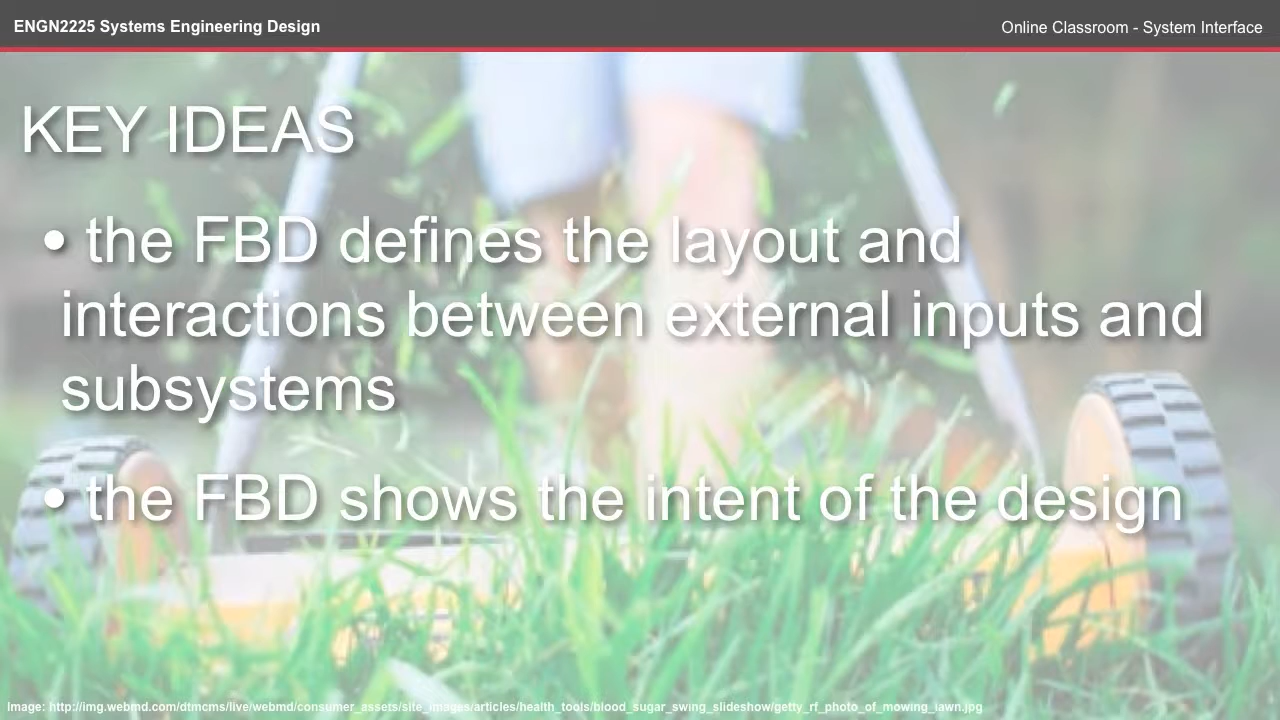 ENGN2225 Systems Engineering Design
Online Classroom - System Interface
KEY IDEAS
• the FBD defines the layout and
interactions between external inputs and
subsystems
• the FBD shows the intent of the design
Image: http://img.webmd.com/dtmcms/live/webmd/consumer_assets/site_images/articles/health_tools/blood_sugar_swing_slideshow/getty_rf_photo_of_mowing_lawn.jpg